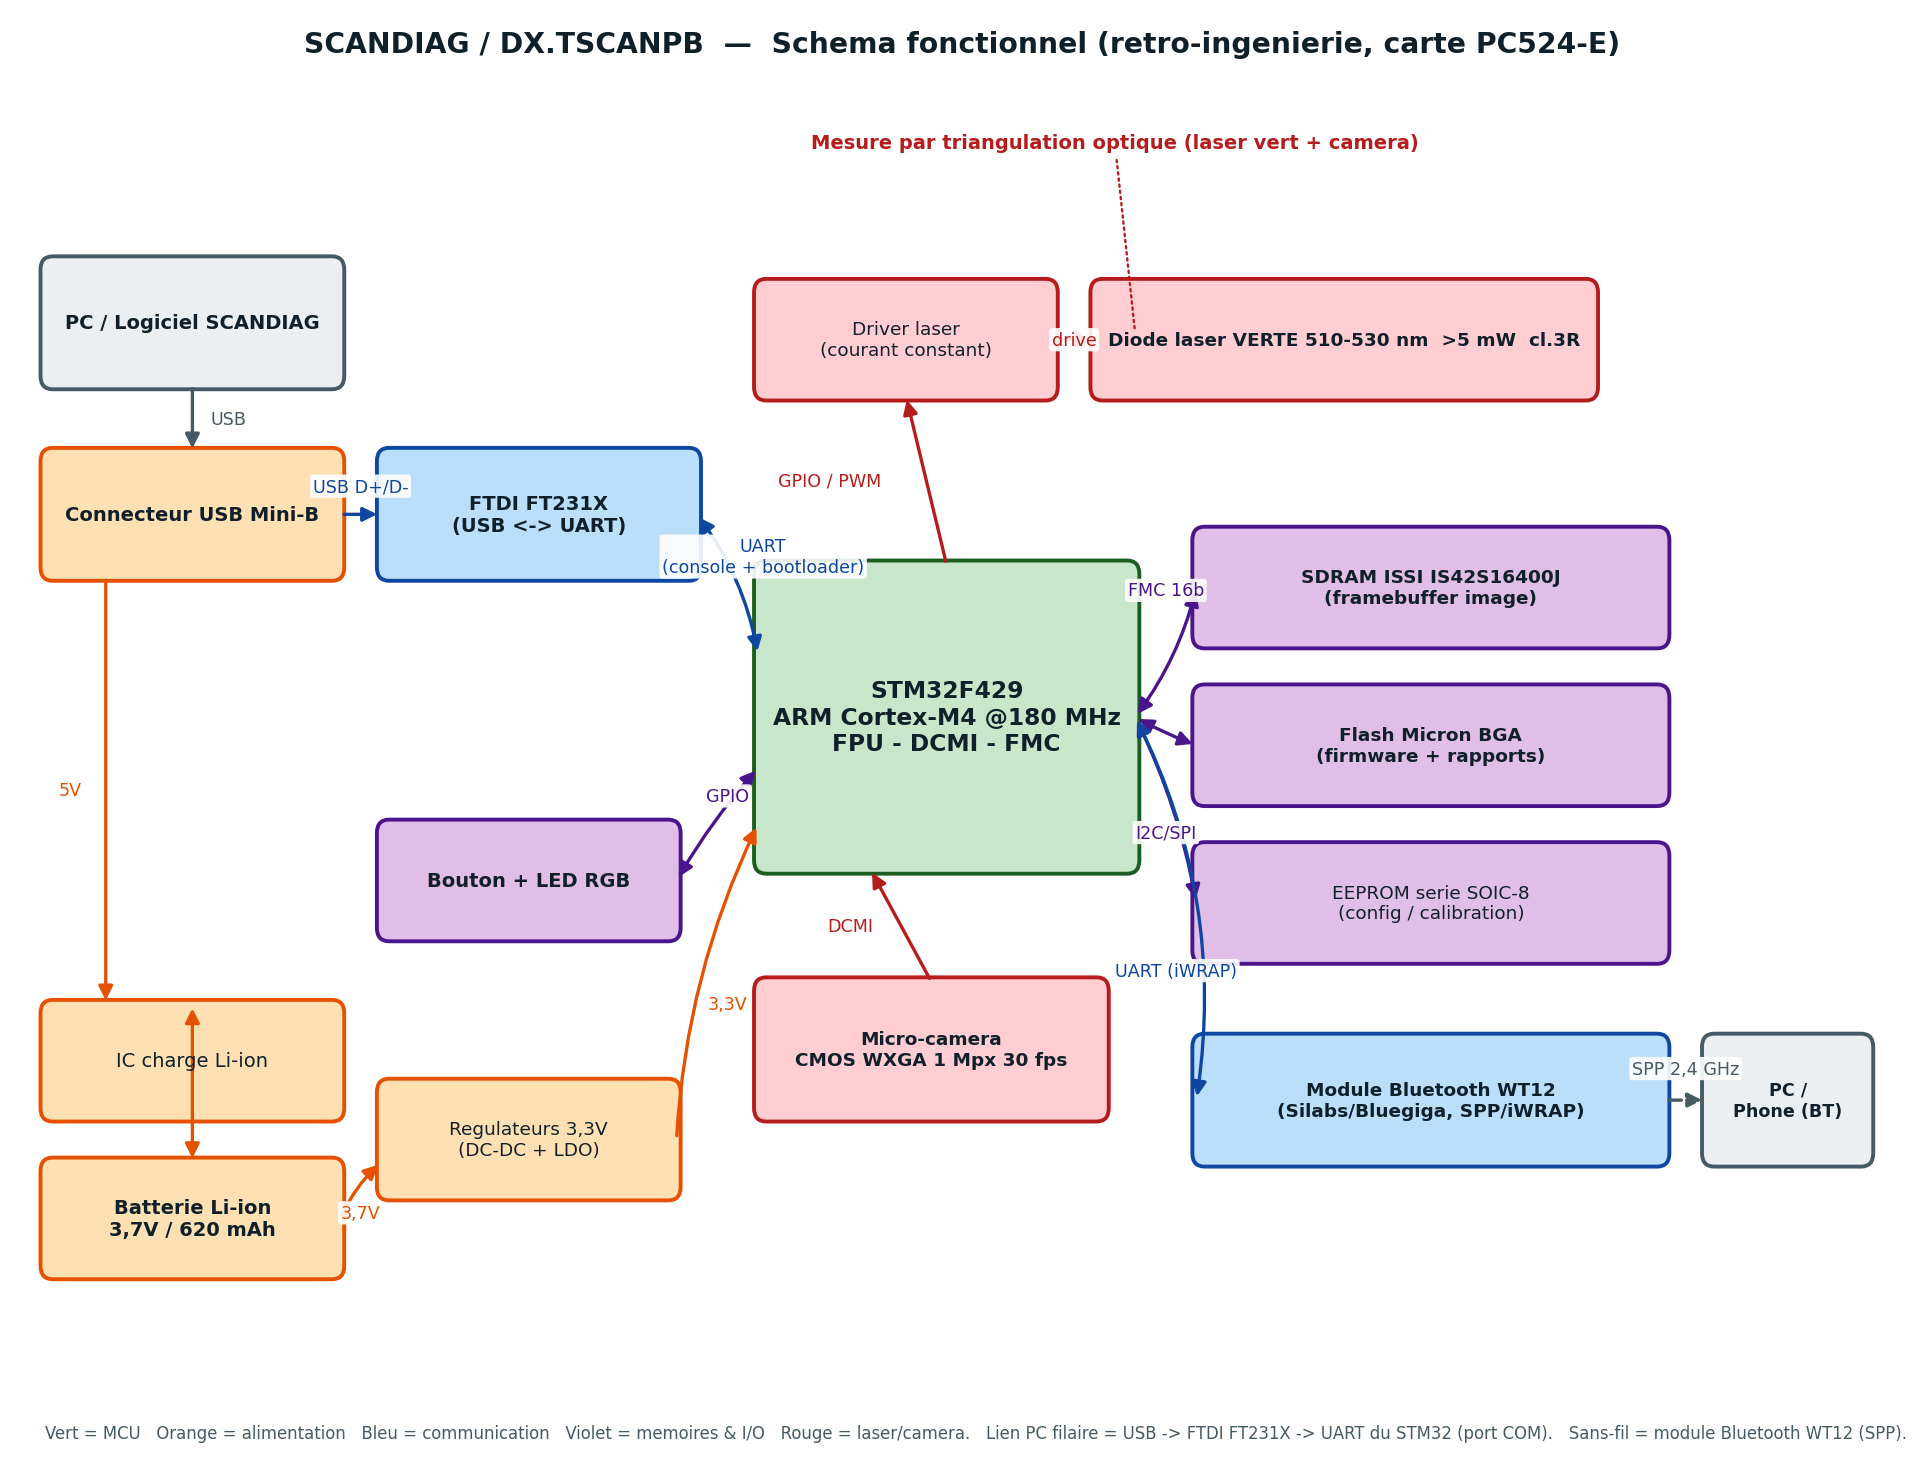 SCANDIAG / DX.TSCANPB — Schema fonctionnel (retro-ingenierie, carte PC524-E)
Mesure par triangulation optique (laser vert + camera)
PC / Logiciel SCANDIAG
Driver laser
(courant constant)
drive
Diode laser VERTE 510-530 nm >5 mW cl.3R
USB
Connecteur USB Mini-B
USB D+/D-
FTDI FT231X
(USB <-> UART)
GPIO / PWM
UART
(console + bootloader)
FMC 16b
SDRAM ISSI IS42S16400J
(framebuffer image)
STM32F429
ARM Cortex-M4 @180 MHz
FPU - DCMI - FMC
Flash Micron BGA
(firmware + rapports)
5V
GPIO
I2C/SPI
Bouton + LED RGB
EEPROM serie SOIC-8
(config / calibration)
DCMI
UART (iWRAP)
3,3V
IC charge Li-ion
Micro-camera
CMOS WXGA 1 Mpx 30 fps
SPP 2,4 GHz
Module Bluetooth WT12
(Silabs/Bluegiga, SPP/iWRAP)
PC /
Phone (BT)
Regulateurs 3,3V
(DC-DC + LDO)
Batterie Li-ion
3,7V / 620 mAh
3,7V
Vert = MCU Orange = alimentation Bleu = communication Violet = memoires & I/O Rouge = laser/camera. Lien PC filaire = USB -> FTDI FT231X -> UART du STM32 (port COM). Sans-fil = module Bluetooth WT12 (SPP).